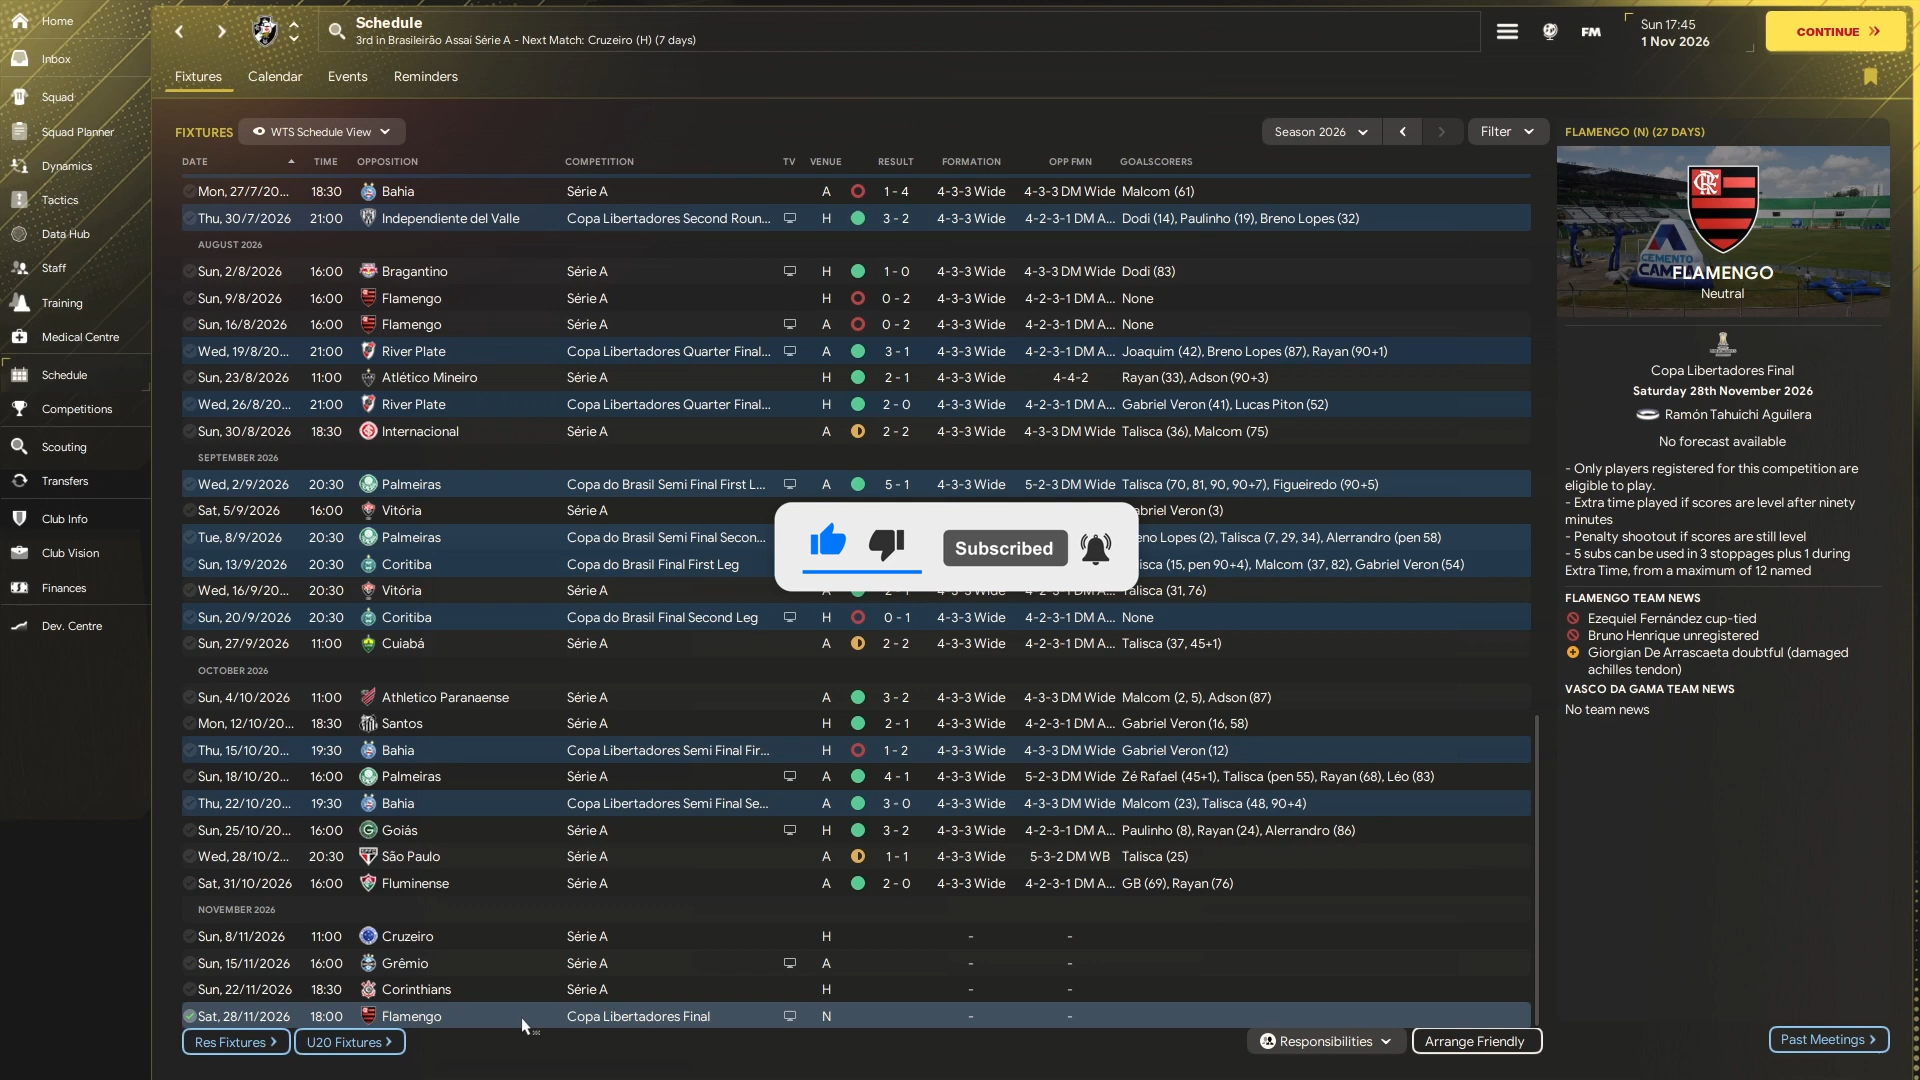 Home
Inbox
Squad
Squad Planner
Dynamics
Tactics
Data Hub
Staff
Training
Medical Centre
Schedule
Competitions
Scouting
Transfers
Club Info
Club Vision
Finances
Dev. Centre
Schedule
3rd in Brasileirão Assaí Série A - Next Match: Cruzeiro (H) (7 days)
FM
Sun 17:45
1 Nov 2026
CONTINUE
Fixtures Calendar Events Reminders
FIXTURES WTS Schedule View Season 2026 Filter
DATE TIME OPPOSITION COMPETITION TV VENUE RESULT FORMATION OPP FMN GOALSCORERS
Mon, 27/7/20... 18:30 Bahia Série A A 1 - 4 4-3-3 Wide 4-3-3 DM Wide Malcom (61)
Thu, 30/7/2026 21:00 Independiente del Valle Copa Libertadores Second Roun... H 3 - 2 4-3-3 Wide 4-2-3-1 DM A... Dodi (14), Paulinho (19), Breno Lopes (32)
AUGUST 2026
Sun, 2/8/2026 16:00 Bragantino Série A H 1 - 0 4-3-3 Wide 4-3-3 DM Wide Dodi (83)
Sun, 9/8/2026 16:00 Flamengo Série A H 0 - 2 4-3-3 Wide 4-2-3-1 DM A... None
Sun, 16/8/2026 16:00 Flamengo Série A A 0 - 2 4-3-3 Wide 4-2-3-1 DM A... None
Wed, 19/8/20... 21:00 River Plate Copa Libertadores Quarter Final... A 3 - 1 4-3-3 Wide 4-2-3-1 DM A... Joaquim (42), Breno Lopes (87), Rayan (90+1)
Sun, 23/8/2026 11:00 Atlético Mineiro Série A H 2 - 1 4-3-3 Wide 4-4-2 Rayan (33), Adson (90+3)
Wed, 26/8/20... 21:00 River Plate Copa Libertadores Quarter Final... H 2 - 0 4-3-3 Wide 4-2-3-1 DM A... Gabriel Veron (41), Lucas Piton (52)
Sun, 30/8/2026 18:30 Internacional Série A A 2 - 2 4-3-3 Wide 4-3-3 DM Wide Talisca (36), Malcom (75)
SEPTEMBER 2026
Wed, 2/9/2026 20:30 Palmeiras Copa do Brasil Semi Final First L... A 5 - 1 4-3-3 Wide 5-2-3 DM Wide Talisca (70, 81, 90, 90+7), Figueiredo (90+5)
Sat, 5/9/2026 16:00 Vitória Série A abriel Veron (3)
Tue, 8/9/2026 20:30 Palmeiras Copa do Brasil Semi Final Secon... eno Lopes (2), Talisca (7, 29, 34), Alerrandro (pen 58)
Sun, 13/9/2026 20:30 Coritiba Copa do Brasil Final First Leg isca (15, pen 90+4), Malcom (37, 82), Gabriel Veron (54)
Wed, 16/9/20... 20:30 Vitória Série A Talisca (31, 76)
Sun, 20/9/2026 20:30 Coritiba Copa do Brasil Final Second Leg H 0 - 1 4-3-3 Wide 4-2-3-1 DM A... None
Sun, 27/9/2026 11:00 Cuiabá Série A A 2 - 2 4-3-3 Wide 4-2-3-1 DM A... Talisca (37, 45+1)
OCTOBER 2026
Sun, 4/10/2026 11:00 Athletico Paranaense Série A A 3 - 2 4-3-3 Wide 4-3-3 DM Wide Malcom (2, 5), Adson (87)
Mon, 12/10/20... 18:30 Santos Série A H 2 - 1 4-3-3 Wide 4-2-3-1 DM A... Gabriel Veron (16, 58)
Thu, 15/10/20... 19:30 Bahia Copa Libertadores Semi Final Fir... H 1 - 2 4-3-3 Wide 4-3-3 DM Wide Gabriel Veron (12)
Sun, 18/10/20... 16:00 Palmeiras Série A A 4 - 1 4-3-3 Wide 5-2-3 DM Wide Zé Rafael (45+1), Talisca (pen 55), Rayan (68), Léo (83)
Thu, 22/10/20... 19:30 Bahia Copa Libertadores Semi Final Se... A 3 - 0 4-3-3 Wide 4-3-3 DM Wide Malcom (23), Talisca (48, 90+4)
Sun, 25/10/20... 16:00 Goiás Série A H 3 - 2 4-3-3 Wide 4-2-3-1 DM A... Paulinho (8), Rayan (24), Alerrandro (86)
Wed, 28/10/2... 20:30 São Paulo Série A A 1 - 1 4-3-3 Wide 5-3-2 DM WB Talisca (25)
Sat, 31/10/2026 16:00 Fluminense Série A A 2 - 0 4-3-3 Wide 4-2-3-1 DM A... GB (69), Rayan (76)
NOVEMBER 2026
Sun, 8/11/2026 11:00 Cruzeiro Série A H - -
Sun, 15/11/2026 16:00 Grêmio Série A A - -
Sun, 22/11/2026 18:30 Corinthians Série A H - -
Sat, 28/11/2026 18:00 Flamengo Copa Libertadores Final N - -
Subscribed
Res Fixtures U20 Fixtures Responsibilities Arrange Friendly
FLAMENGO (N) (27 DAYS)
CEMENTO
FLAMENGO
Neutral
Copa Libertadores Final
Saturday 28th November 2026
Ramón Tahuichi Aguilera
No forecast available
- Only players registered for this competition are
eligible to play.
- Extra time played if scores are level after ninety
minutes
- Penalty shootout if scores are still level
- 5 subs can be used in 3 stoppages plus 1 during
Extra Time, from a maximum of 12 named
FLAMENGO TEAM NEWS
Ezequiel Fernández cup-tied
Bruno Henrique unregistered
Giorgian De Arrascaeta doubtful (damaged
achilles tendon)
VASCO DA GAMA TEAM NEWS
No team news
Past Meetings